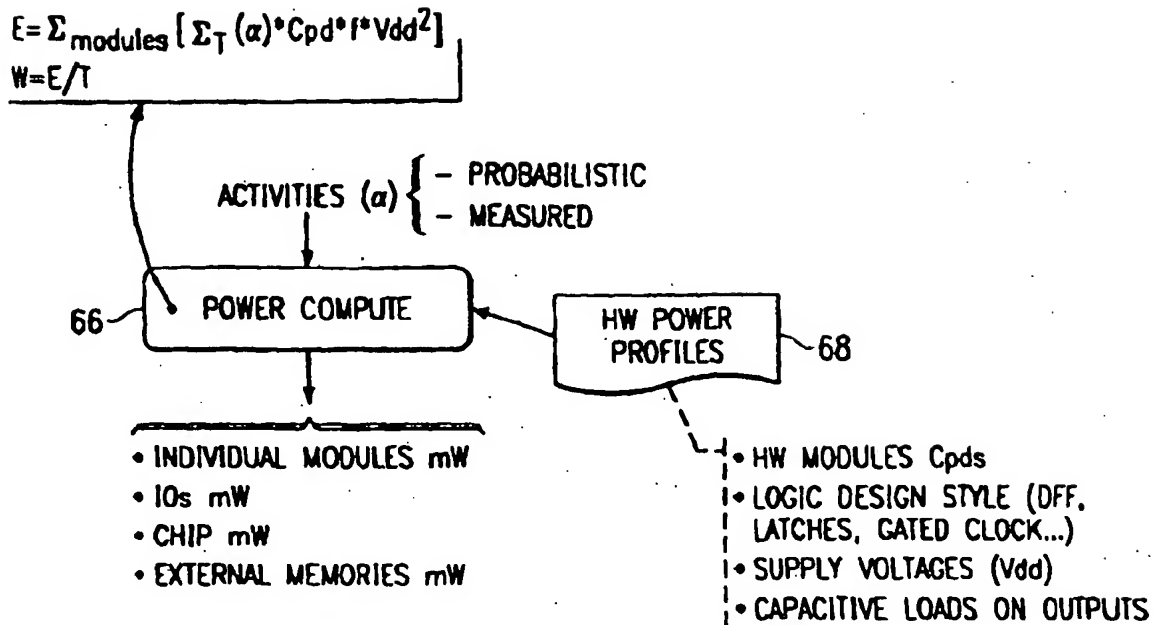 E=Σmodules[ΣT(α)*Cpd*f*Vdd²]
W=E/T
ACTIVITIES (α) { – PROBABILISTIC
– MEASURED
66
POWER COMPUTE
HW POWER
PROFILES
68
• INDIVIDUAL MODULES mW
• IOs mW
• CHIP mW
• EXTERNAL MEMORIES mW
• HW MODULES Cpds
• LOGIC DESIGN STYLE (DFF,
LATCHES, GATED CLOCK...)
• SUPPLY VOLTAGES (Vdd)
• CAPACITIVE LOADS ON OUTPUTS